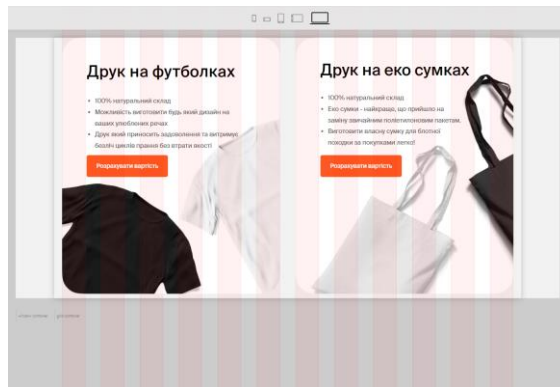 Друк на футболках
• 100% натуральний склад
• Можливість виготовити будь який дизайн на
ваших улюблених речах
• Друк який приносить задоволення та витримує
безліч циклів прання без втрати якості
Розрахувати вартість
Друк на еко сумках
• 100% натуральний склад
• Еко сумки - найкраще, що прийшло на
заміну звичайним поліетиленовим пакетам.
• Виготовити власну сумку для блотної
походки за покупками легко!
Розрахувати вартість